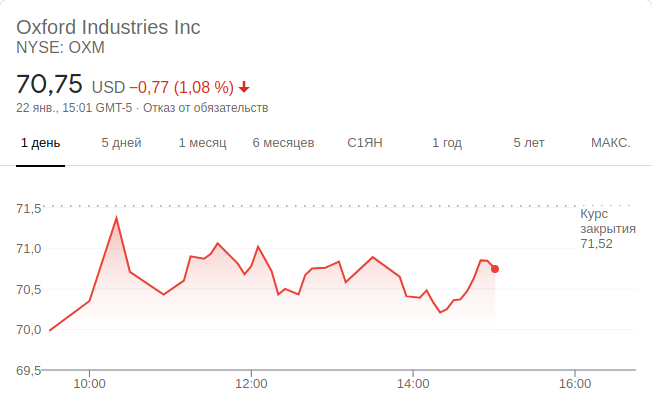 Oxford Industries Inc
NYSE: OXM
70,75 USD −0,77 (1,08 %)
22 янв., 15:01 GMT-5 · Отказ от обязательств
1 день 5 дней 1 месяц 6 месяцев С1ЯН 1 год 5 лет МАКС.
71,5
Курс
закрытия
71,52
71,0
70,5
70,0
69,5
10:00 12:00 14:00 16:00